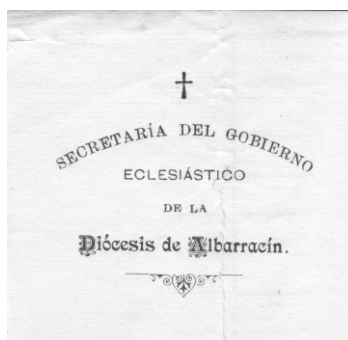 SECRETARÍA DEL GOBIERNO
ECLESIÁSTICO
DE LA
Diócesis de Albarracín.